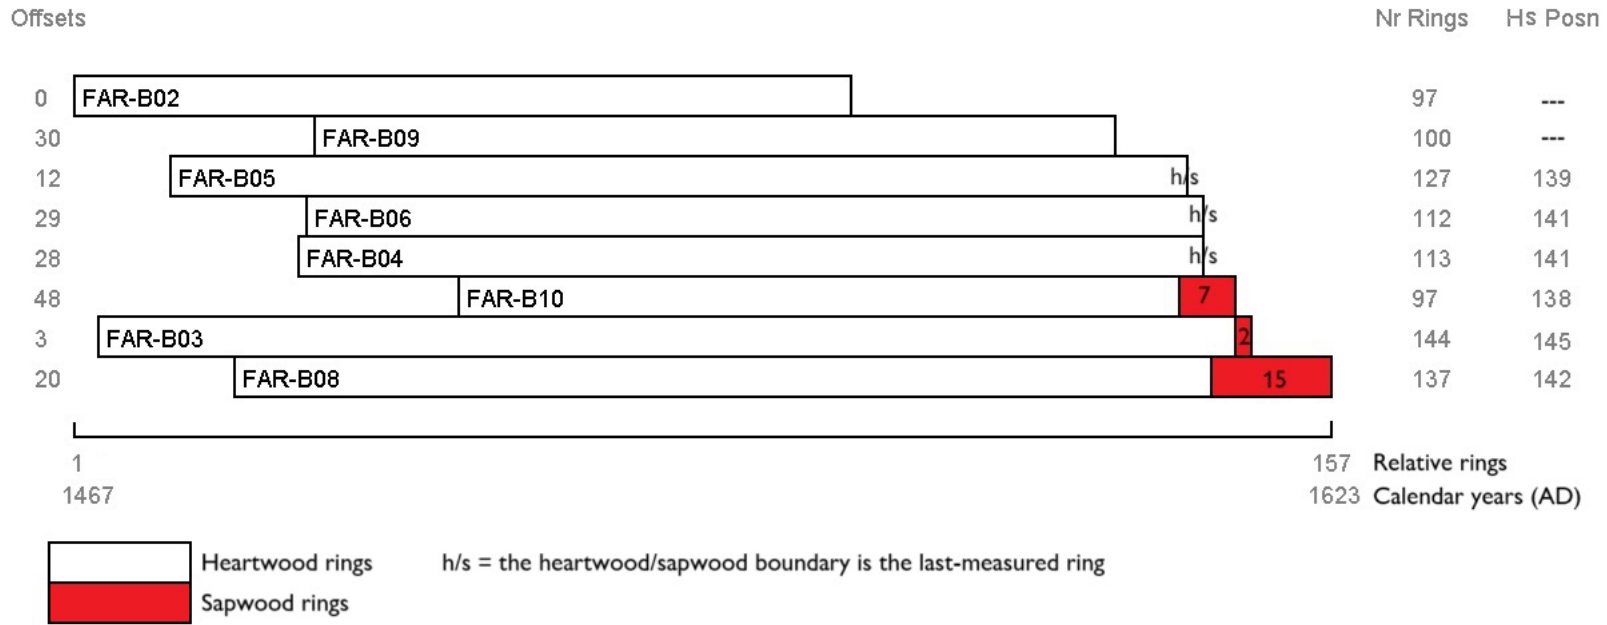 Offsets Nr Rings Hs Posn
0 FAR-B02 97 ---
30 FAR-B09 100 ---
12 FAR-B05 h/s 127 139
29 FAR-B06 h/s 112 141
28 FAR-B04 h/s 113 141
48 FAR-B10 7 97 138
3 FAR-B03 2 144 145
20 FAR-B08 15 137 142
1 157 Relative rings
1467 1623 Calendar years (AD)
Heartwood rings h/s = the heartwood/sapwood boundary is the last-measured ring
Sapwood rings